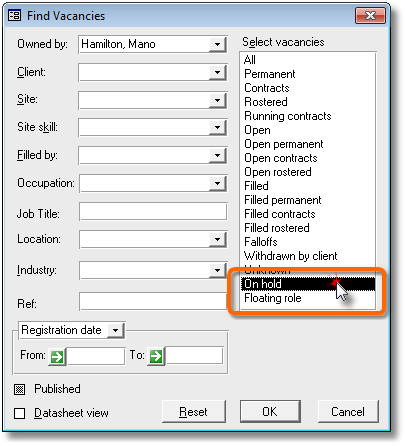 Find Vacancies
Owned by: Hamilton, Mano
Client:
Site:
Site skill:
Filled by:
Occupation:
Job Title:
Location:
Industry:
Ref:
Registration date
From: To:
Published
Datasheet view
Select vacancies
All
Permanent
Contracts
Rostered
Running contracts
Open
Open permanent
Open contracts
Open rostered
Filled
Filled permanent
Filled contracts
Filled rostered
Falloffs
Withdrawn by client
Unknown
On hold
Floating role
Reset OK Cancel